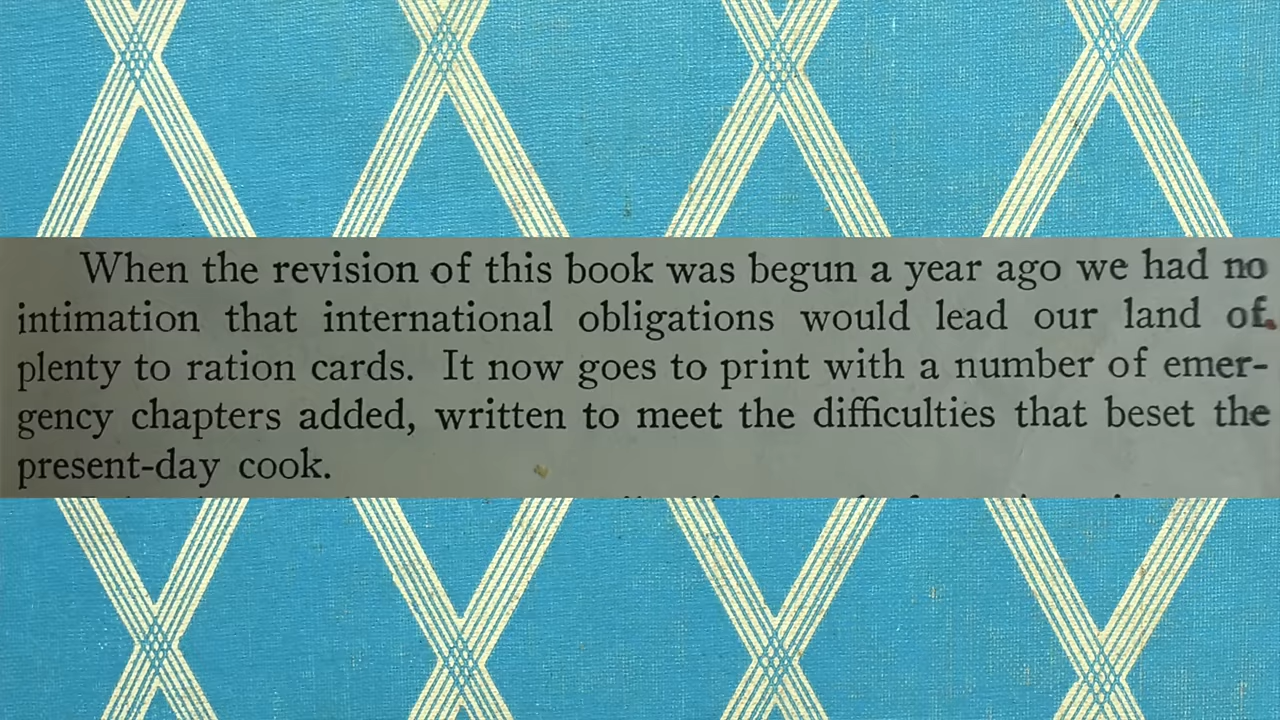 When the revision of this book was begun a year ago we had no
intimation that international obligations would lead our land of
plenty to ration cards. It now goes to print with a number of emer-
gency chapters added, written to meet the difficulties that beset the
present-day cook.